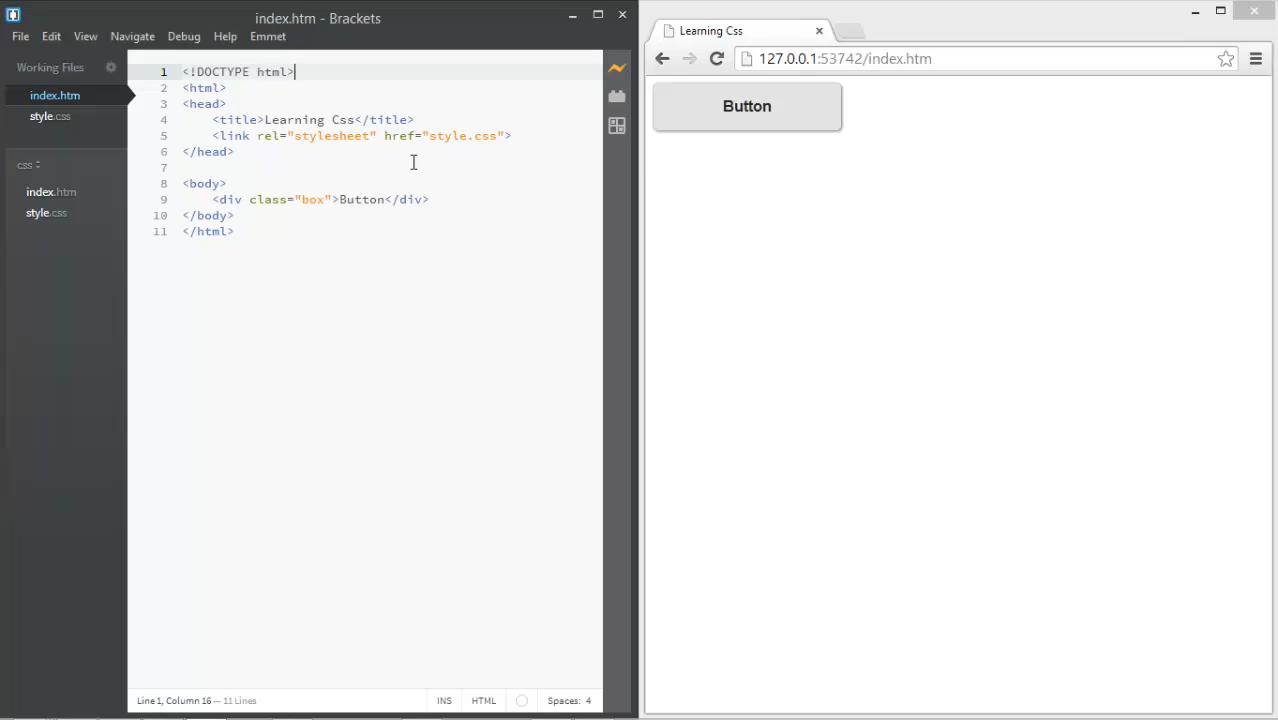 index.htm - Brackets
File Edit View Navigate Debug Help Emmet
Working Files
index.htm
style.css
css
index.htm
style.css
1 <!DOCTYPE html>
2 <html>
3 <head>
4 <title>Learning Css</title>
5 <link rel="stylesheet" href="style.css">
6 </head>
7
8 <body>
9 <div class="box">Button</div>
10 </body>
11 </html>
Line 1, Column 16 — 11 Lines
INS HTML Spaces: 4
Learning Css
127.0.0.1:53742/index.htm
Button